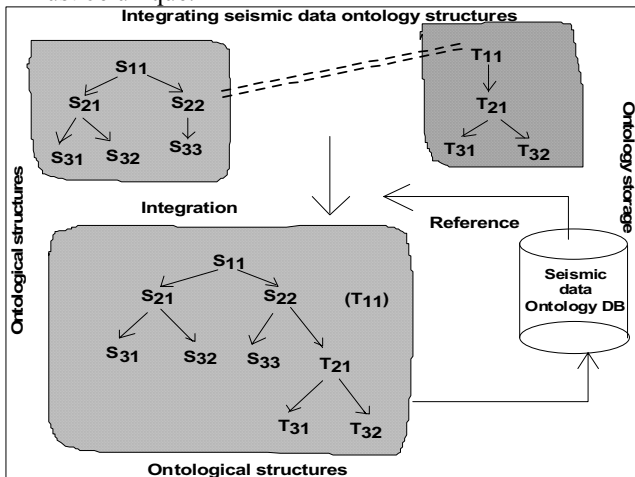 Integrating seismic data ontology structures
S11
S21 S22
S31 S32 S33
T11
T21
T31 T32
Ontological structures
Ontology storage
Integration
Reference
S11
S21 S22 (T11)
S31 S32 S33 T21
T31 T32
Seismic
data
Ontology DB
Ontological structures